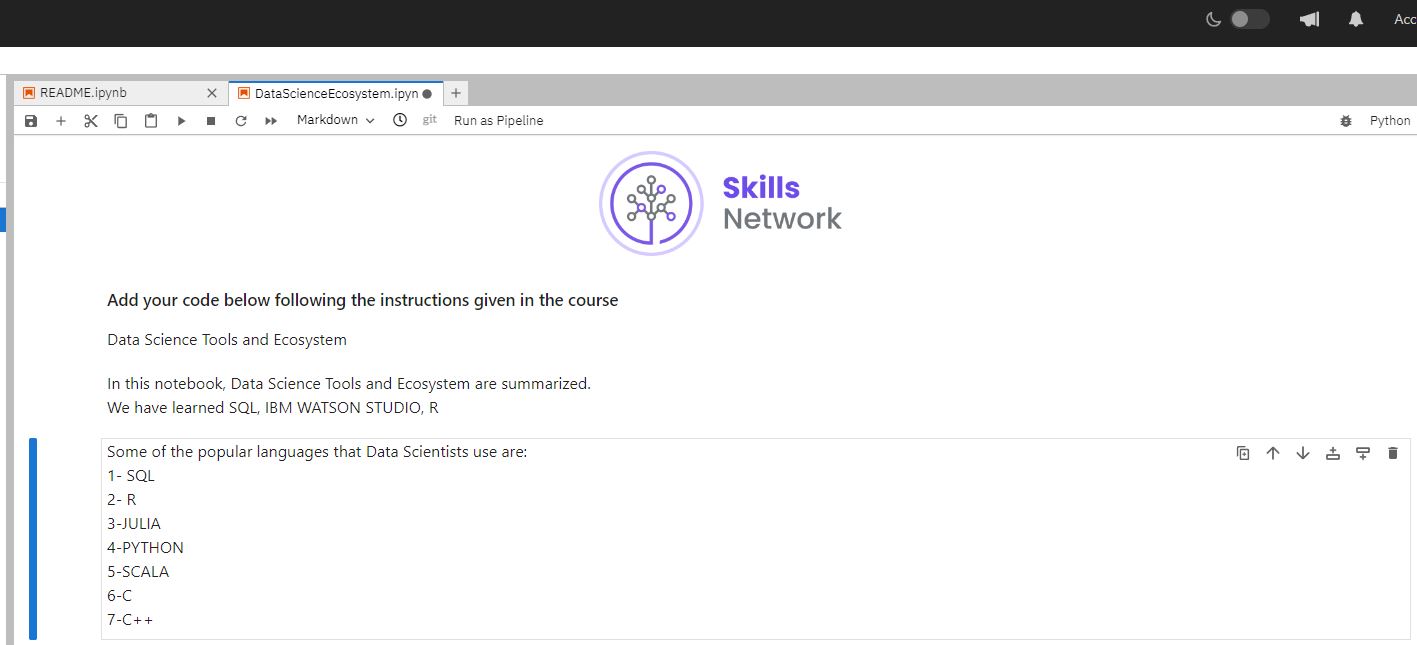 Acc
README.ipynb
DataScienceEcosystem.ipyn
Markdown
git
Run as Pipeline
Python
Skills
Network
Add your code below following the instructions given in the course
Data Science Tools and Ecosystem
In this notebook, Data Science Tools and Ecosystem are summarized.
We have learned SQL, IBM WATSON STUDIO, R
Some of the popular languages that Data Scientists use are:
1- SQL
2- R
3-JULIA
4-PYTHON
5-SCALA
6-C
7-C++